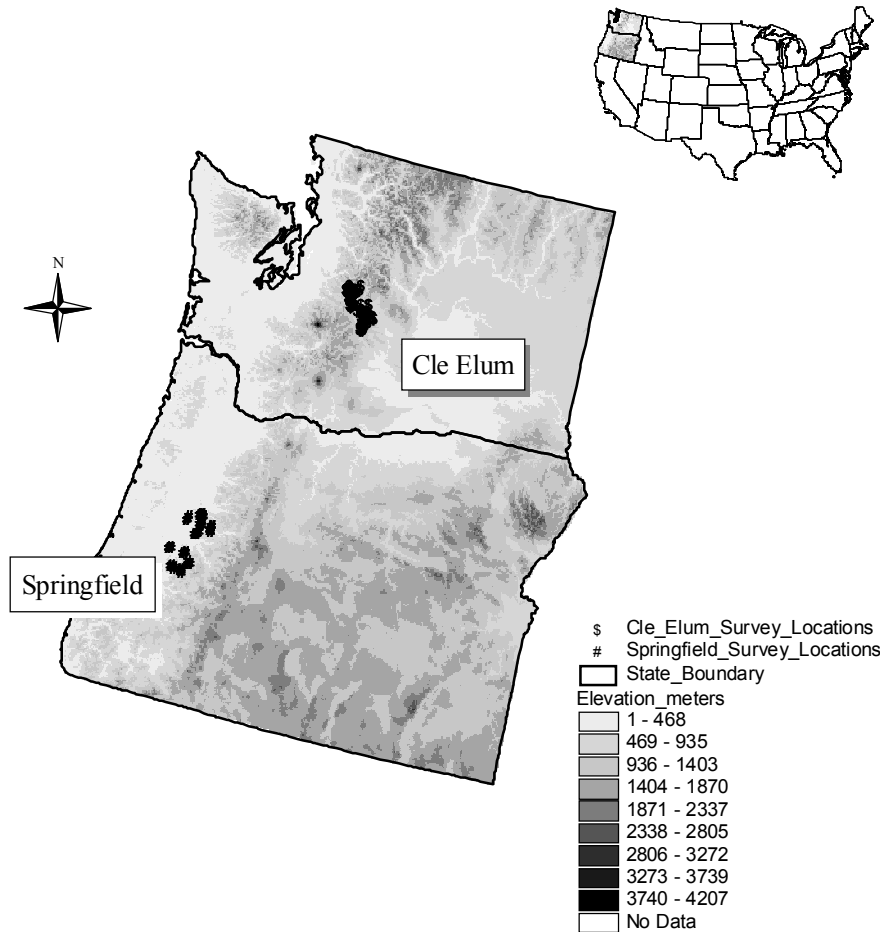 N
Cle Elum
Springfield
$ Cle_Elum_Survey_Locations
# Springfield_Survey_Locations
State_Boundary
Elevation_meters
1 - 468
469 - 935
936 - 1403
1404 - 1870
1871 - 2337
2338 - 2805
2806 - 3272
3273 - 3739
3740 - 4207
No Data